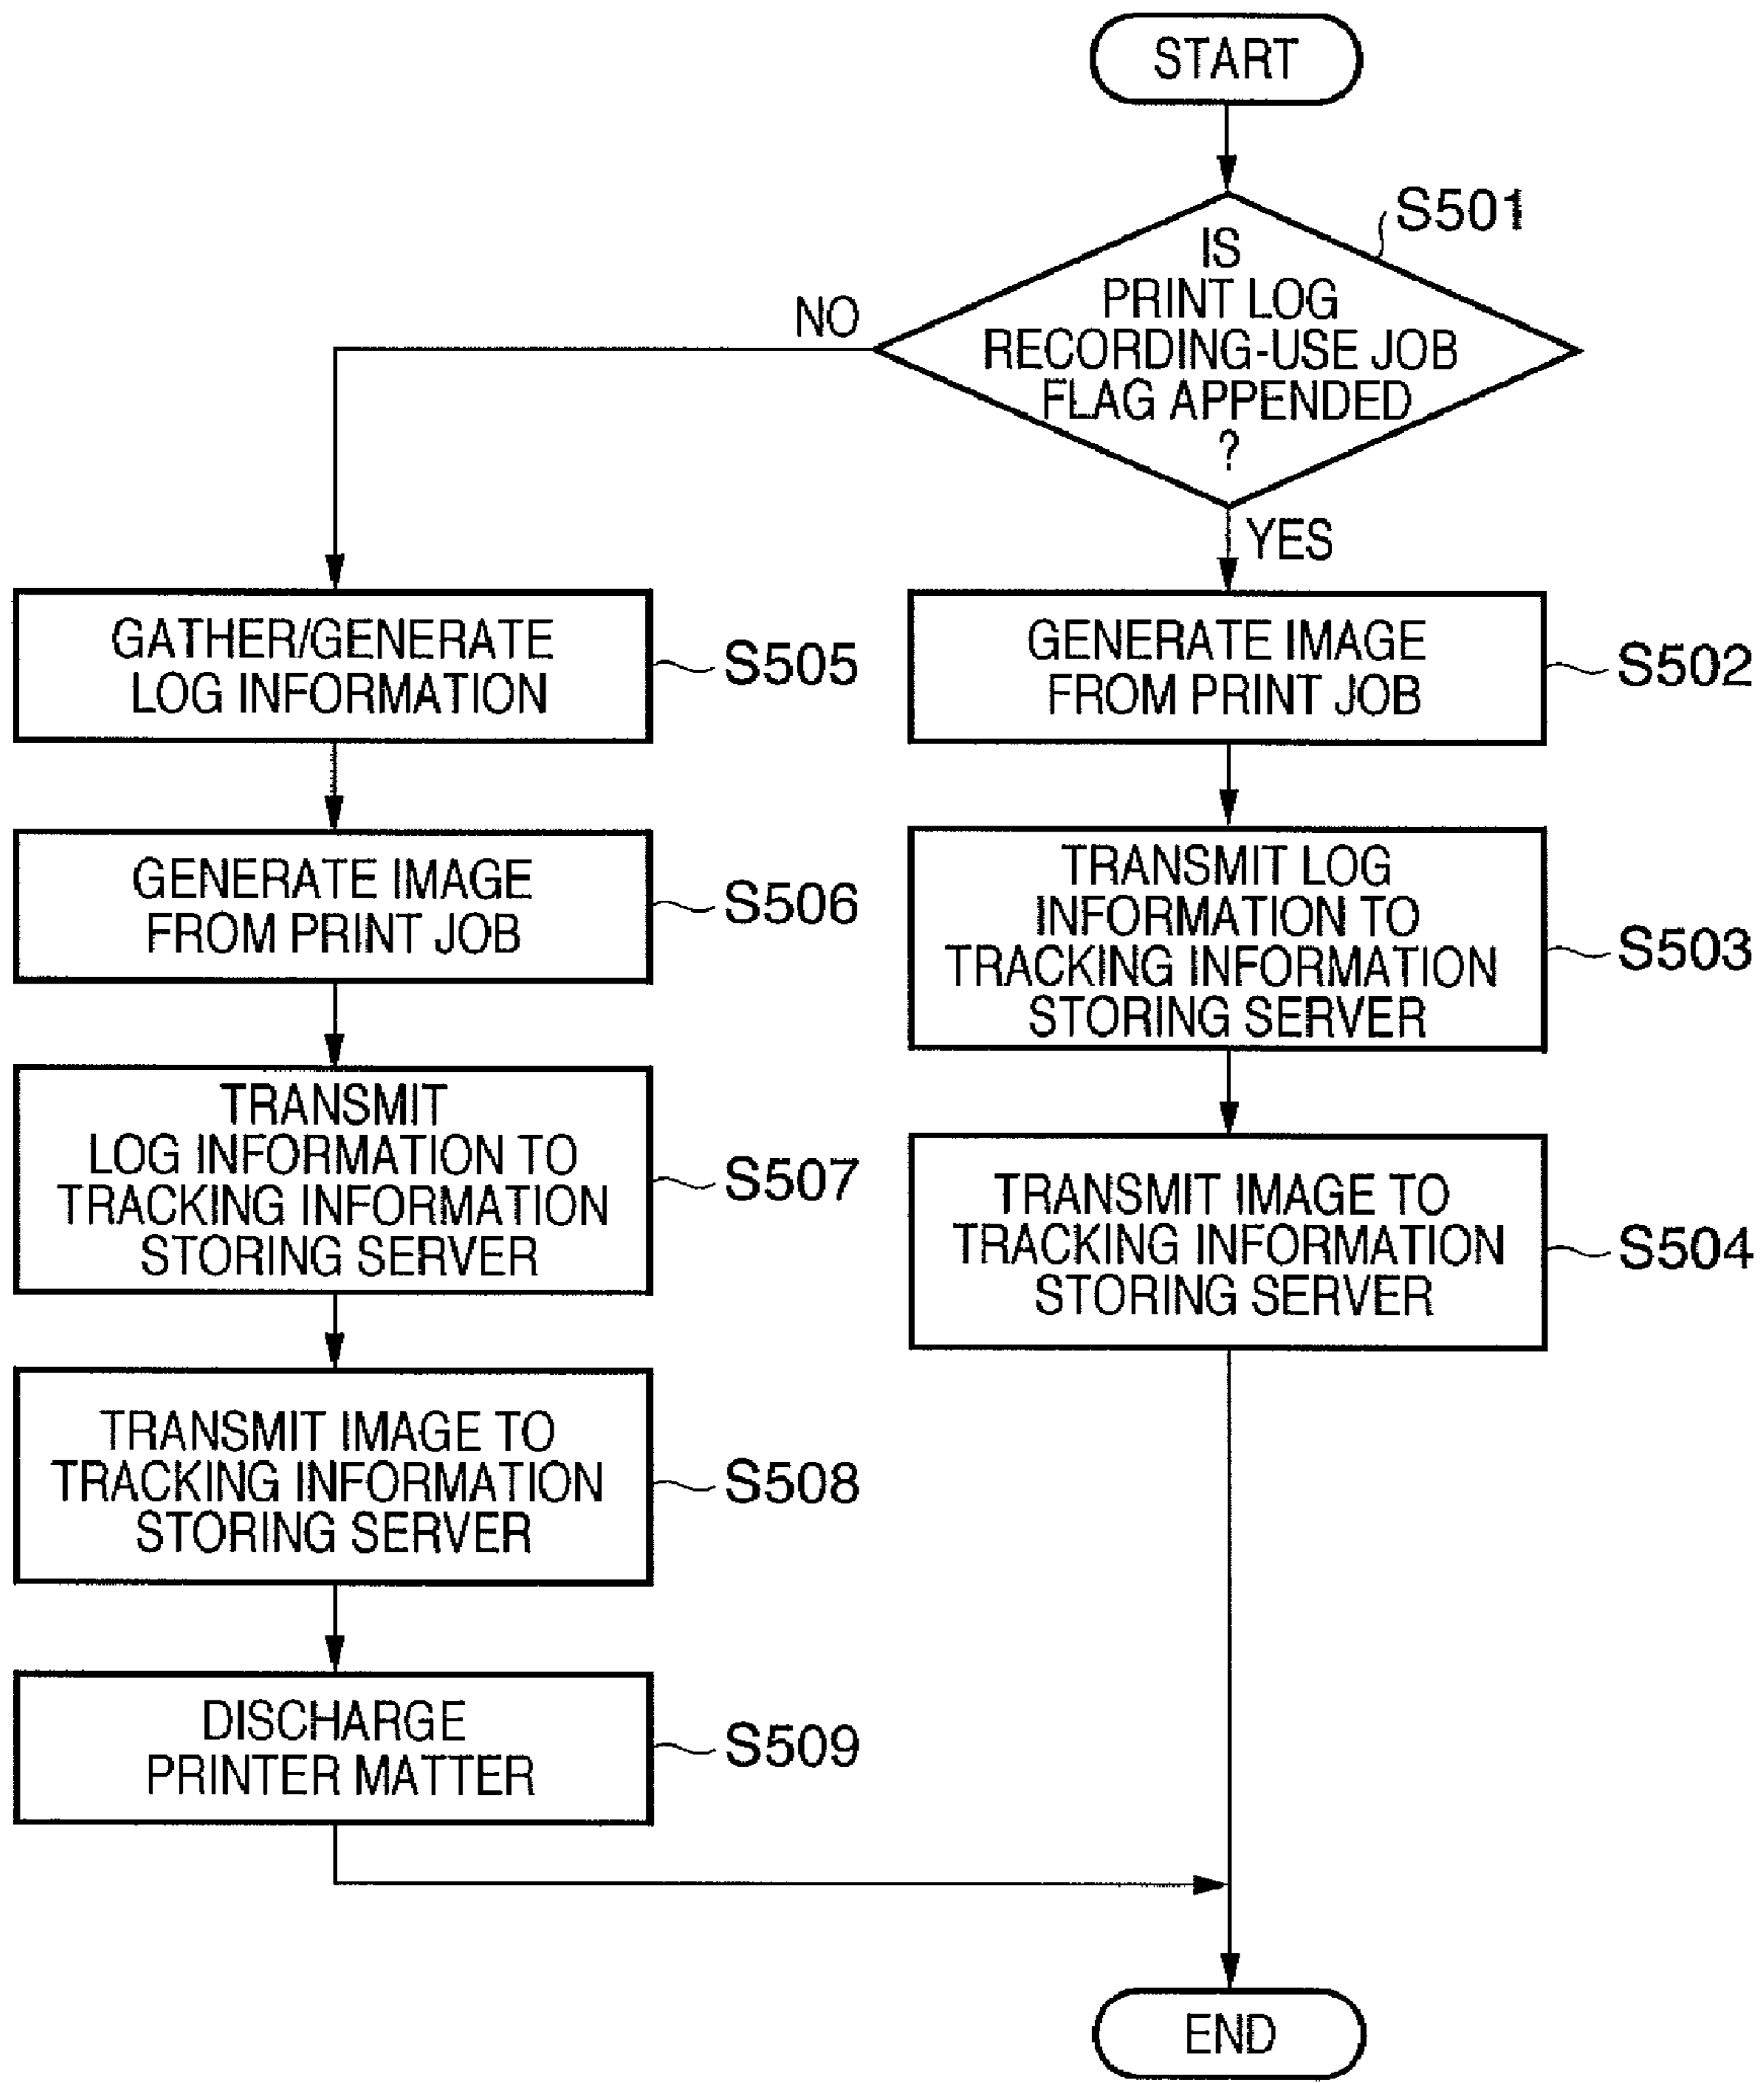 START
S501
IS
PRINT LOG
RECORDING-USE JOB
FLAG APPENDED
?
NO
YES
GATHER/GENERATE
LOG INFORMATION
S505
GENERATE IMAGE
FROM PRINT JOB
S502
GENERATE IMAGE
FROM PRINT JOB
S506
TRANSMIT LOG
INFORMATION TO
TRACKING INFORMATION
STORING SERVER
S503
TRANSMIT
LOG INFORMATION TO
TRACKING INFORMATION
STORING SERVER
S507
TRANSMIT IMAGE TO
TRACKING INFORMATION
STORING SERVER
S504
TRANSMIT IMAGE TO
TRACKING INFORMATION
STORING SERVER
S508
DISCHARGE
PRINTER MATTER
S509
END